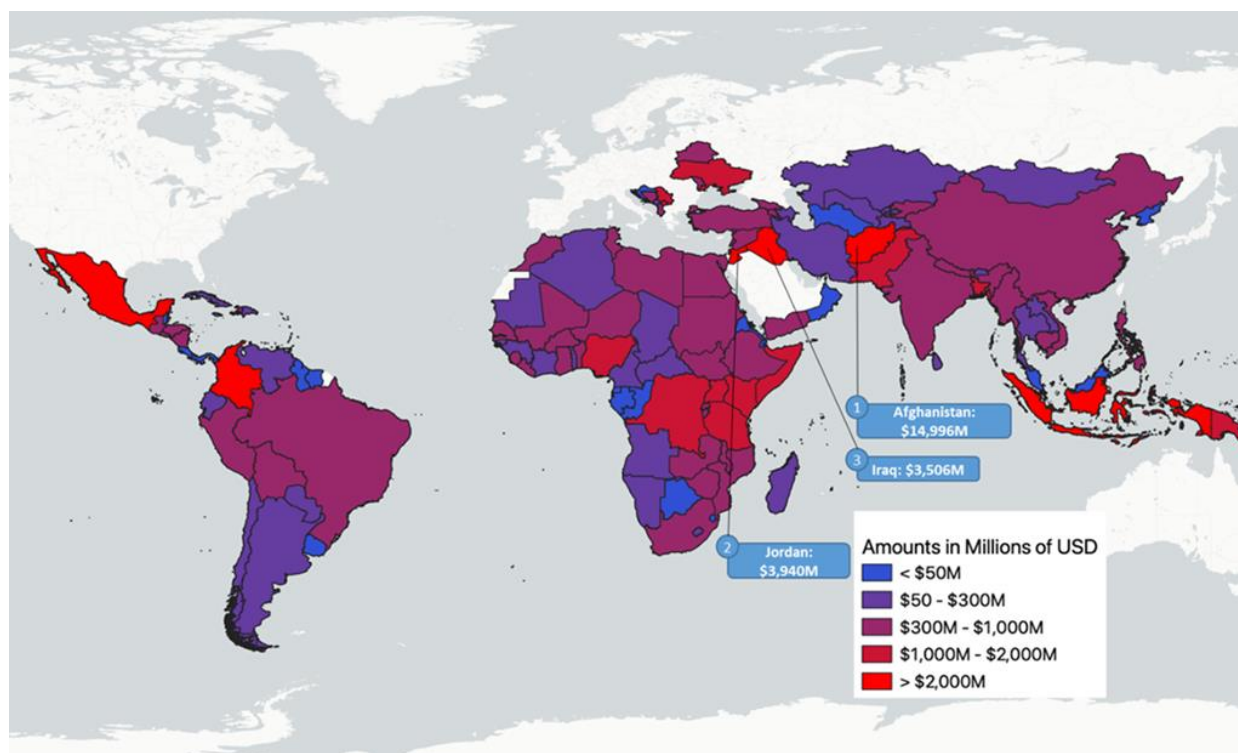 1
Afghanistan:
$14,996M
3
Iraq: $3,506M
2
Jordan:
$3,940M
Amounts in Millions of USD
< $50M
$50 - $300M
$300M - $1,000M
$1,000M - $2,000M
> $2,000M